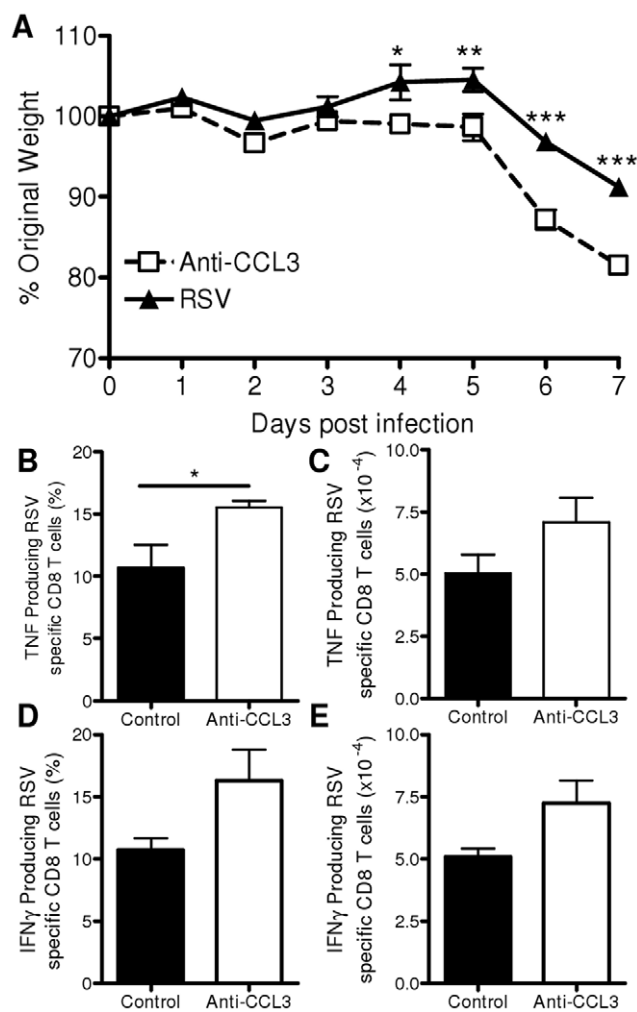 A
110
100
90
80
70
% Original Weight
* ** *** ***
Anti-CCL3
RSV
0 1 2 3 4 5 6 7
Days post infection
B
20
15
10
5
0
TNF Producing RSV
specific CD8 T cells (%)
*
Control Anti-CCL3
C
10.0
7.5
5.0
2.5
0.0
TNF Producing RSV
specific CD8 T cells (x10⁻⁴)
Control Anti-CCL3
D
20
15
10
5
0
IFNγ Producing RSV
specific CD8 T cells (%)
Control Anti-CCL3
E
10.0
7.5
5.0
2.5
0.0
IFNγ Producing RSV
specific CD8 T cells (x10⁻⁴)
Control Anti-CCL3